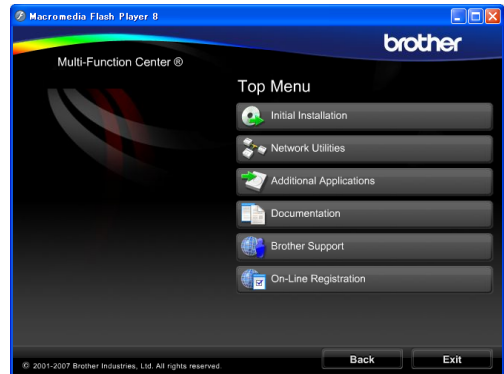 Macromedia Flash Player 8
brother
Multi-Function Center ®
Top Menu
Initial Installation
Network Utilities
Additional Applications
Documentation
Brother Support
On-Line Registration
© 2001-2007 Brother Industries, Ltd. All rights reserved
Back
Exit